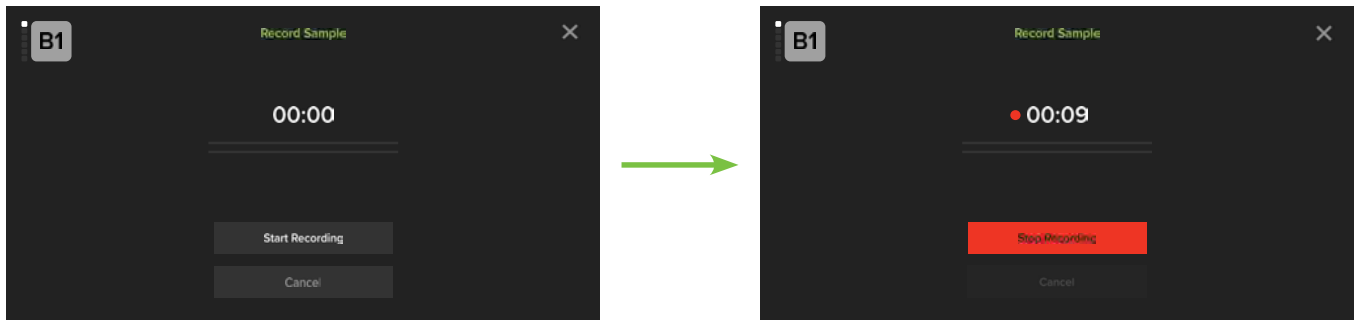 B1
Record Sample
00:00
Start Recording
Cancel
B1
Record Sample
00:09
Stop Recording
Cancel